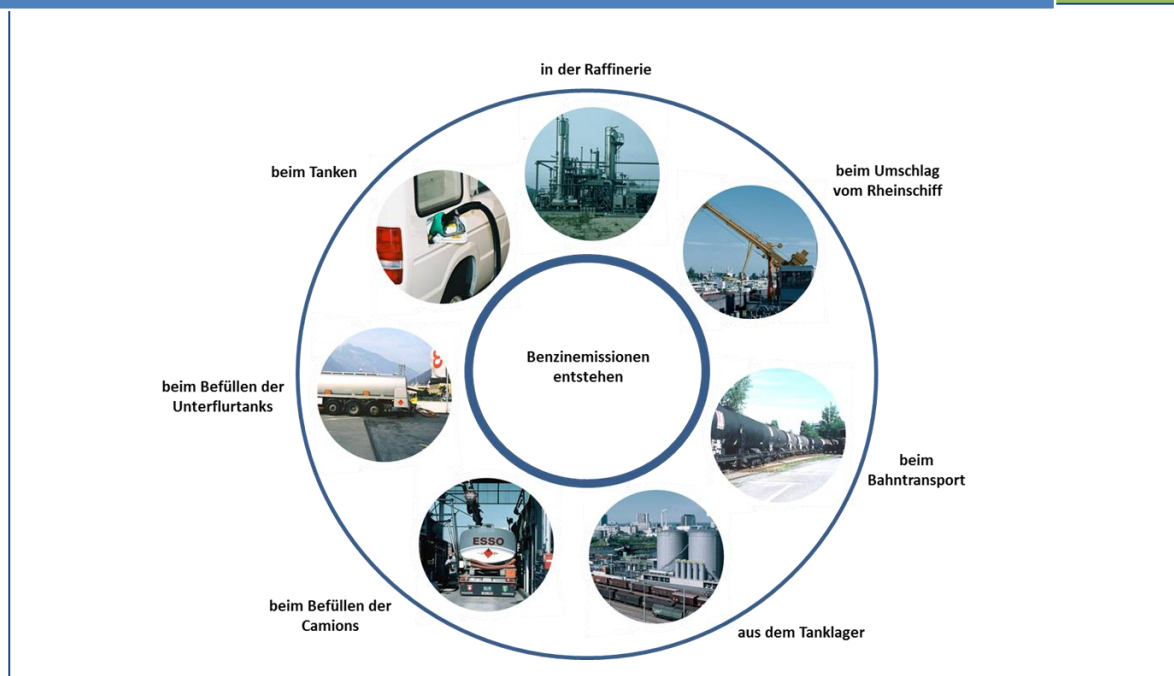 in der Raffinerie
beim Umschlag
vom Rheinschiff
beim
Bahntransport
aus dem Tanklager
beim Befüllen der
Camions
beim Befüllen der
Unterflurtanks
beim Tanken
Benzinemissionen
entstehen
ESSO